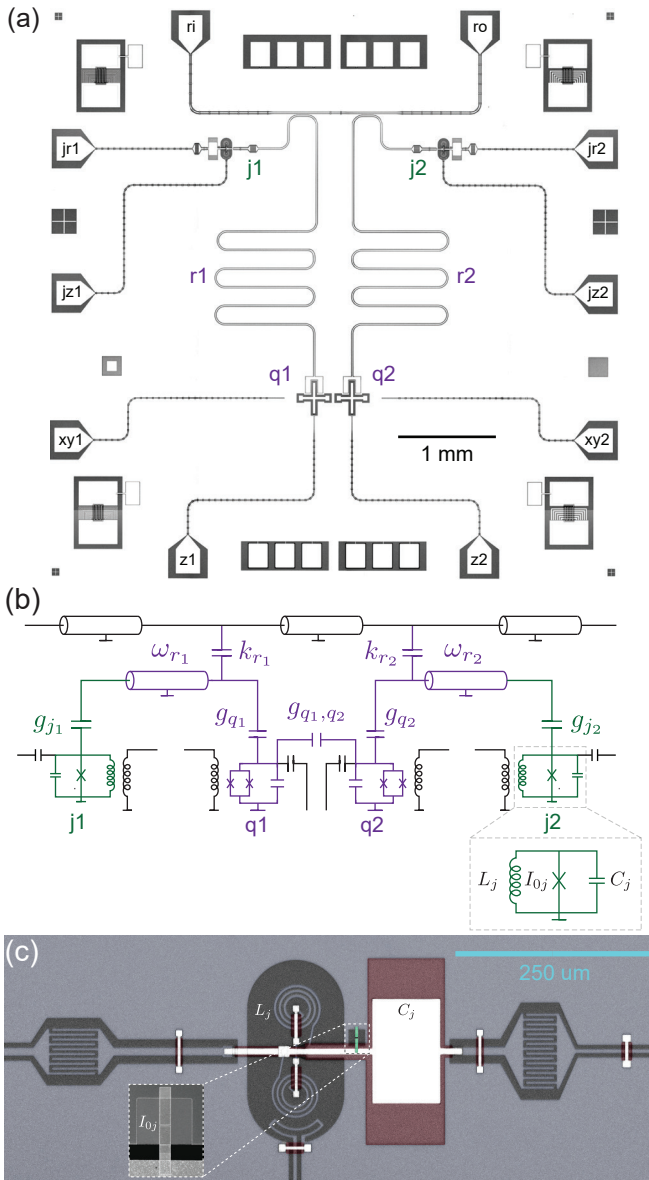 (a)
ri
ro
jr1
j1
j2
jr2
jz1
r1
r2
jz2
q1
q2
xy1
xy2
1 mm
z1
z2
(b)
ω_{r_1}
k_{r_1}
k_{r_2}
ω_{r_2}
g_{j_1}
g_{q_1}
g_{q_1,q_2}
g_{q_2}
g_{j_2}
j1
q1
q2
j2
L_j
I_{0j}
C_j
(c)
250 um
L_j
C_j
I_{0j}